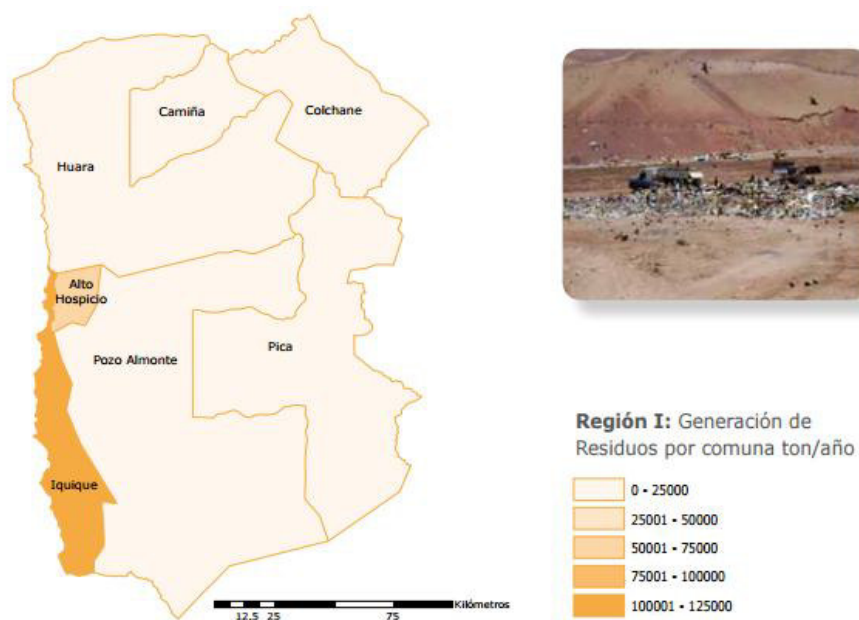 Camiña
Colchane
Huara
Alto
Hospicio
Pozo Almonte
Pica
Iquique
12.5 25 75 Kilómetros
Región I: Generación de
Residuos por comuna ton/año
0 - 25000
25001 - 50000
50001 - 75000
75001 - 100000
100001 - 125000